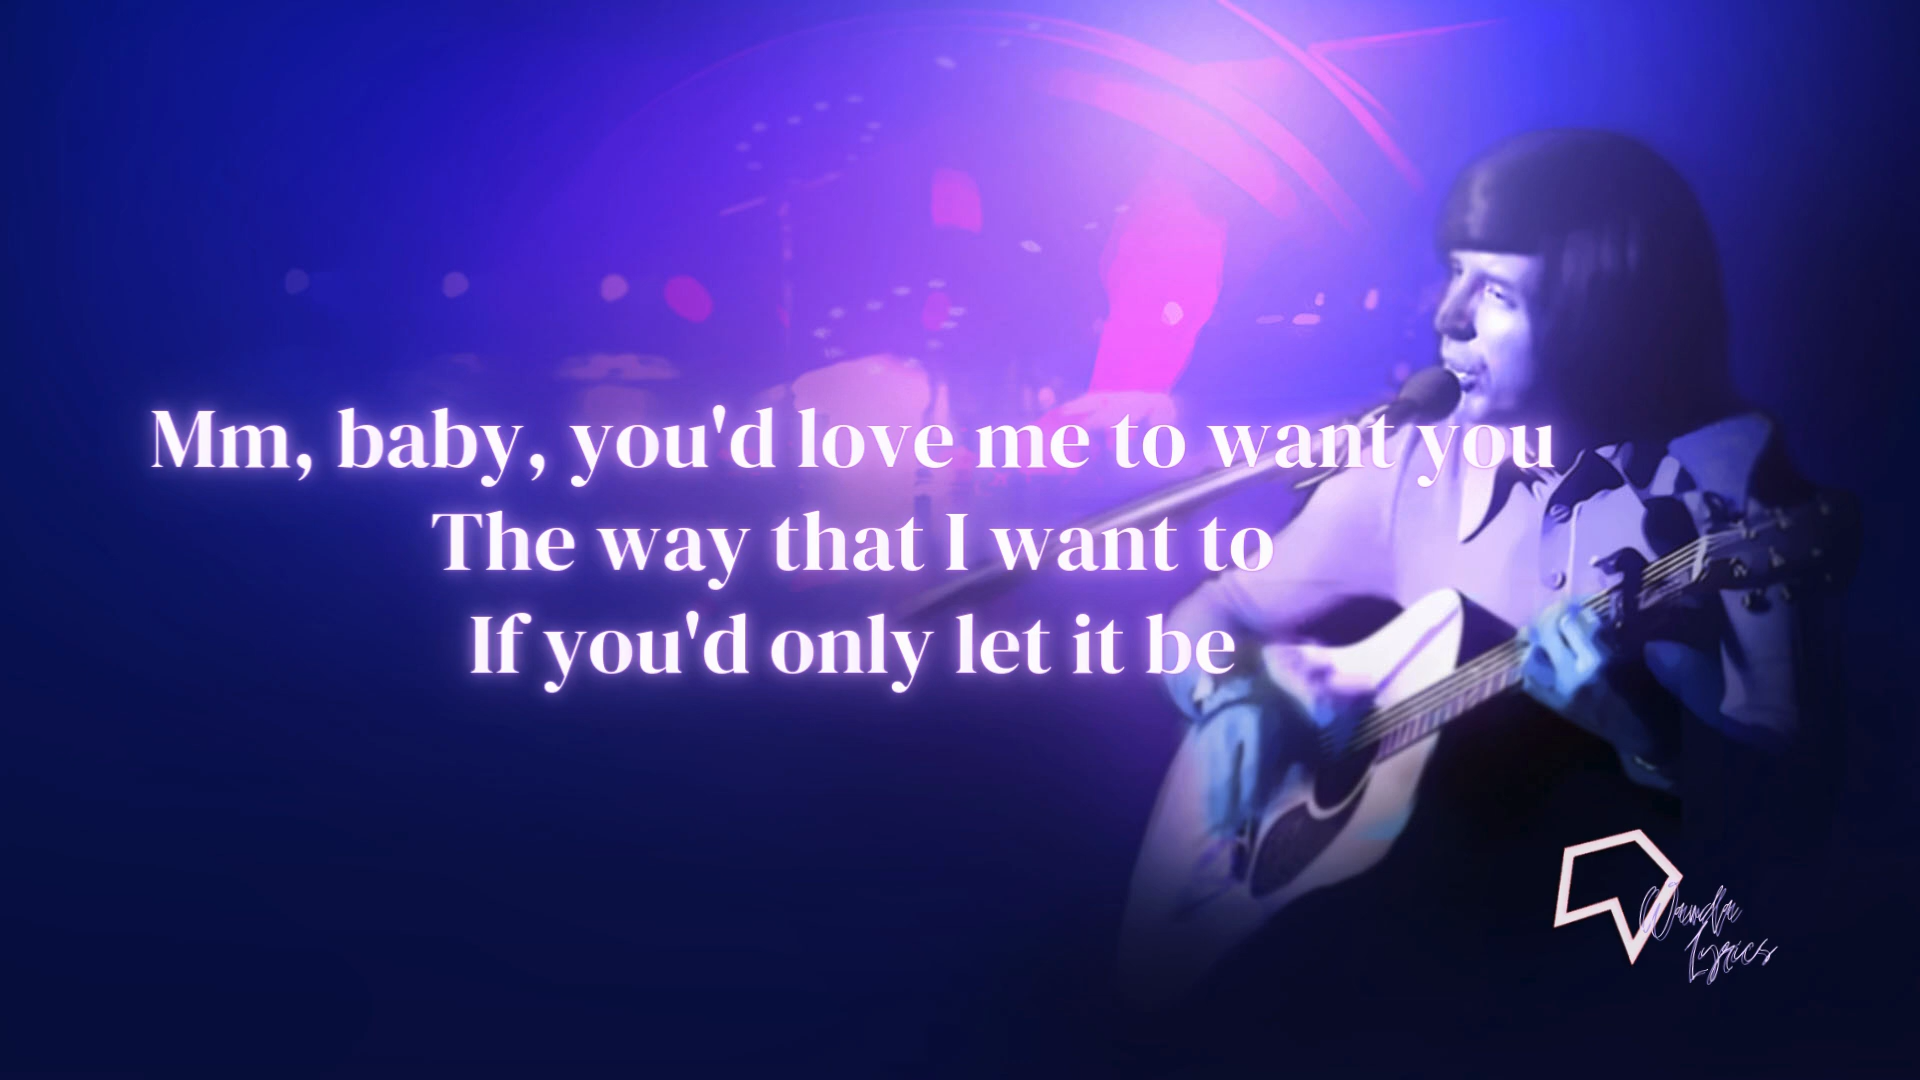 Mm, baby, you'd love me to want you
The way that I want to
If you'd only let it be
Wanda
Lyrics